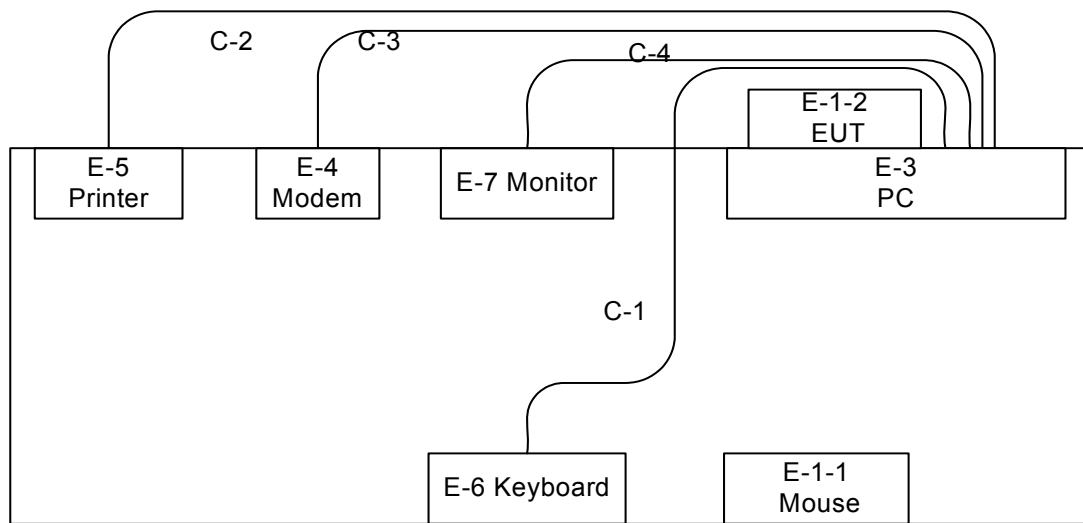 C-2
C-3
C-4
E-1-2
EUT
E-5
Printer
E-4
Modem
E-7 Monitor
E-3
PC
C-1
E-6 Keyboard
E-1-1
Mouse